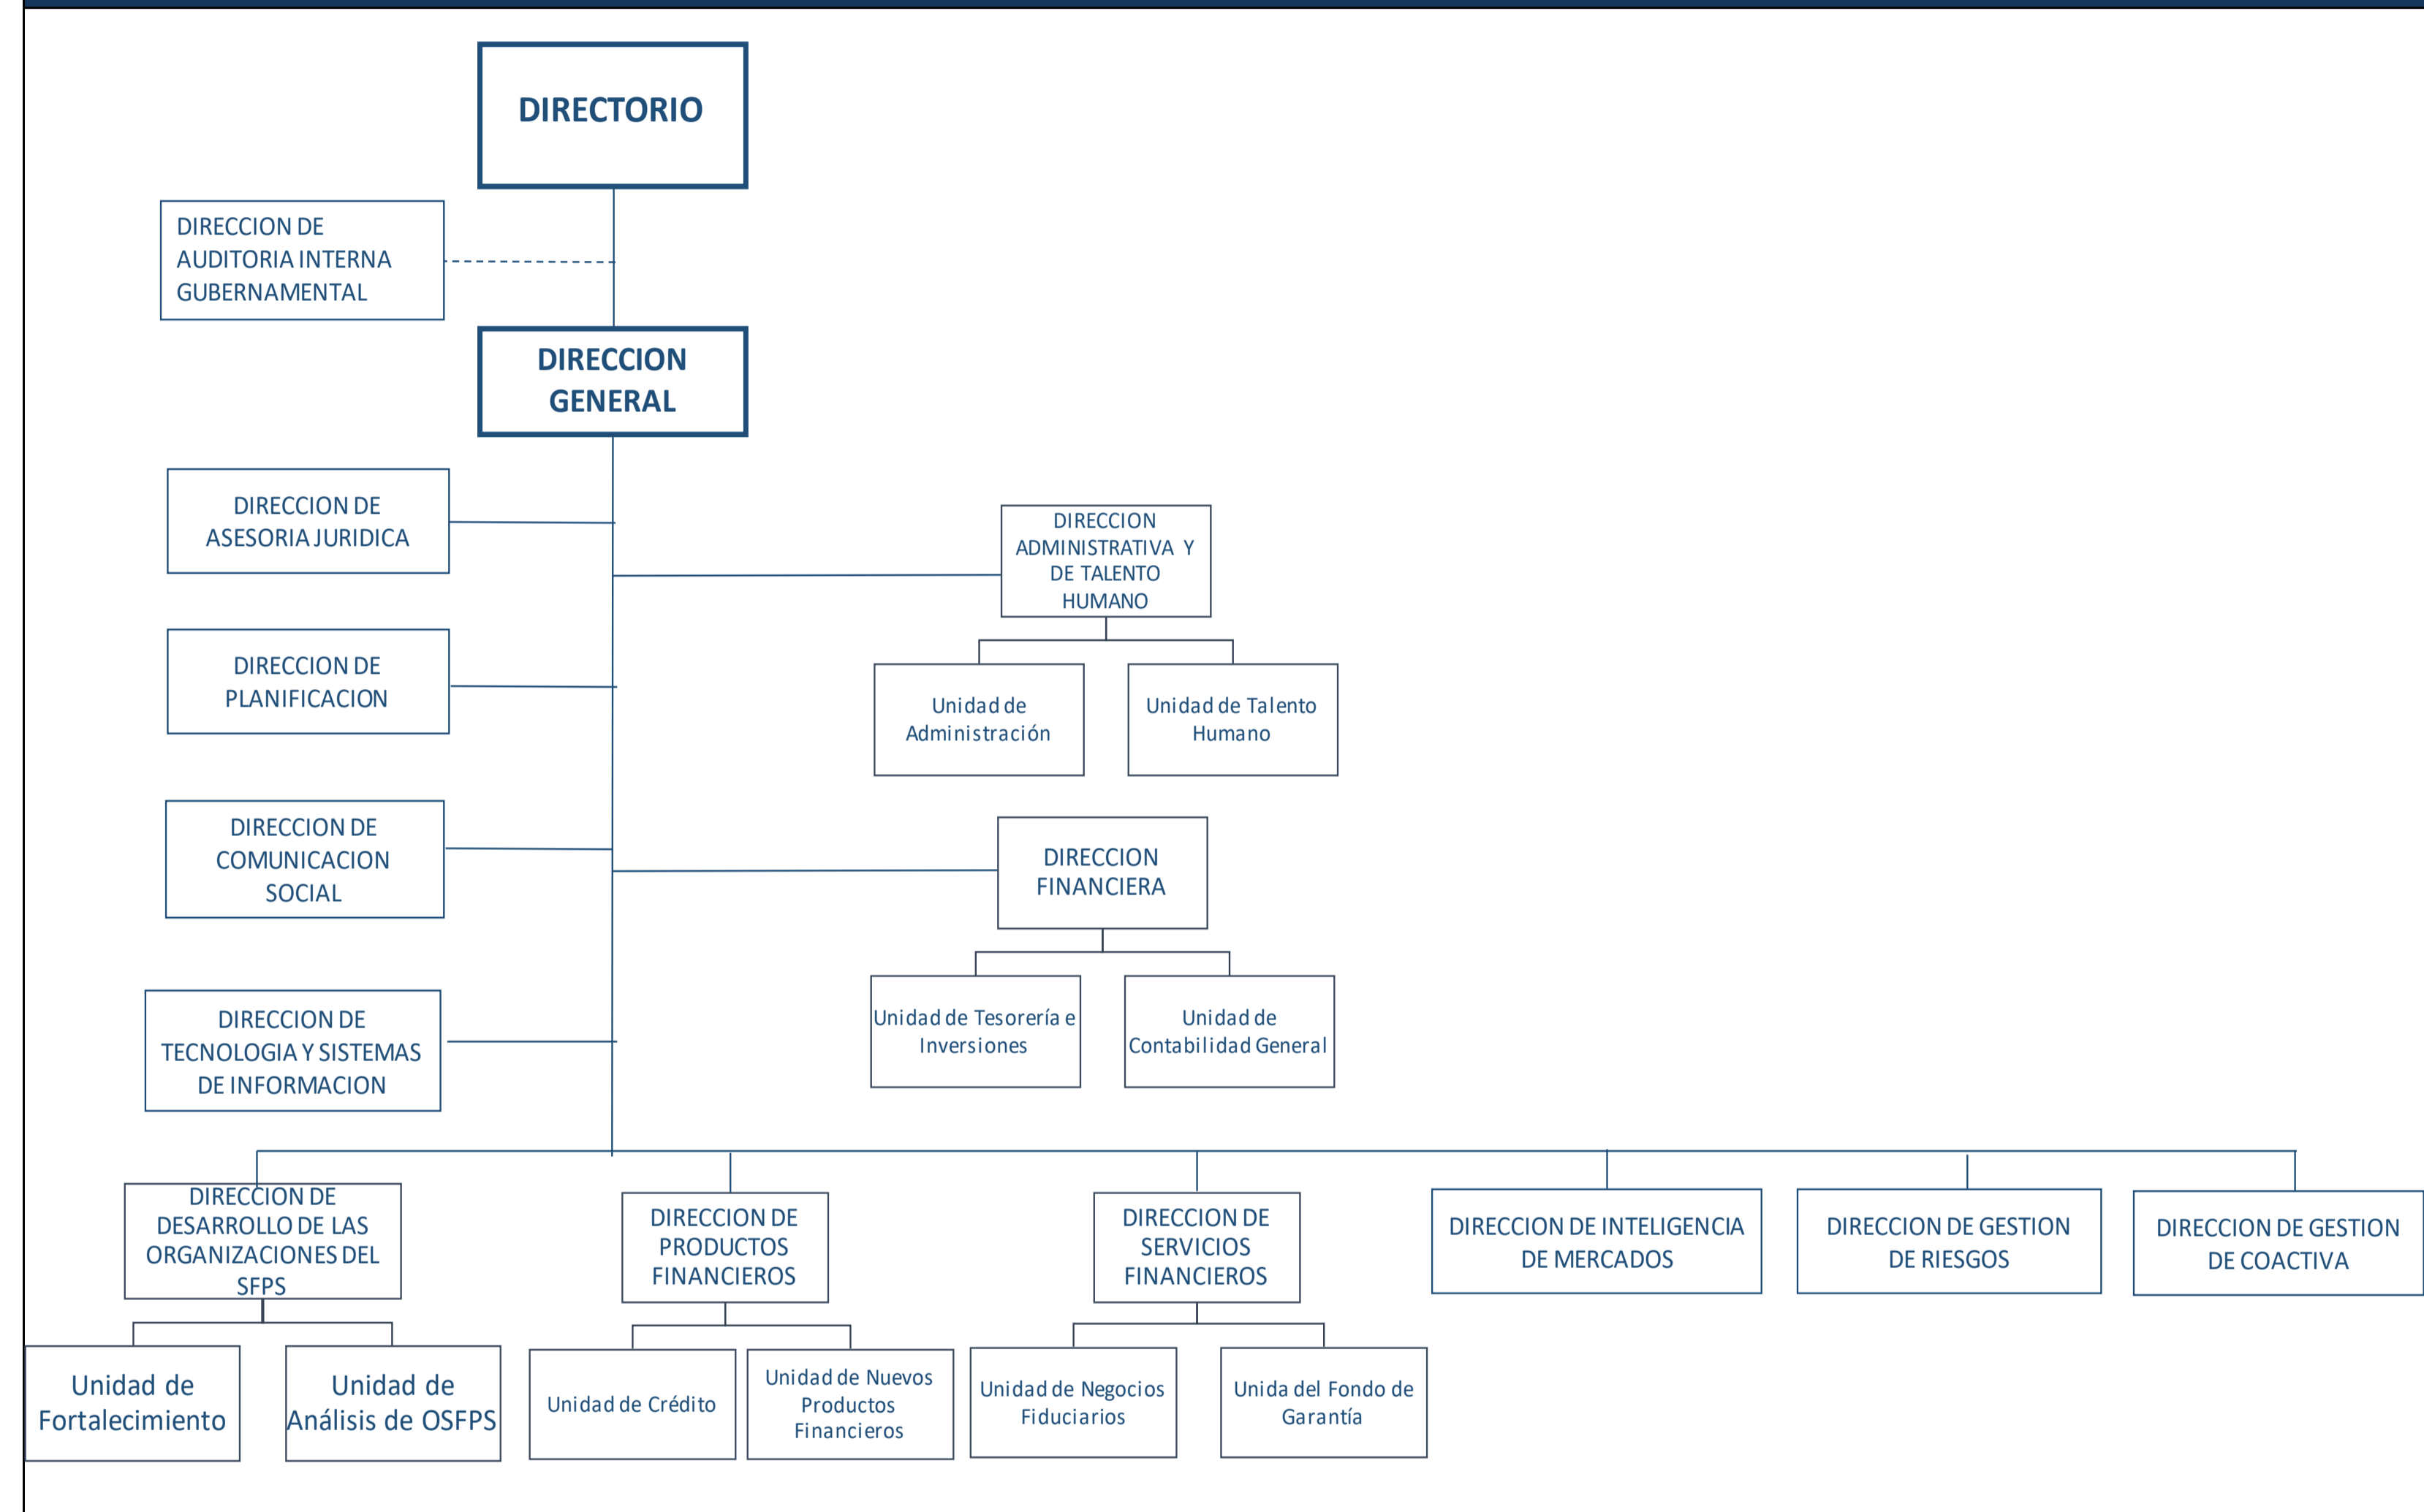 DIRECTORIO
DIRECCION DE
AUDITORIA INTERNA
GUBERNAMENTAL
DIRECCION
GENERAL
DIRECCION DE
ASESORIA JURIDICA
DIRECCION
ADMINISTRATIVA Y
DE TALENTO
HUMANO
DIRECCION DE
PLANIFICACION
Unidad de
Administración
Unidad de Talento
Humano
DIRECCION DE
COMUNICACION
SOCIAL
DIRECCION
FINANCIERA
DIRECCION DE
TECNOLOGIA Y SISTEMAS
DE INFORMACION
Unidad de Tesorería e
Inversiones
Unidad de
Contabilidad General
DIRECCION DE
DESARROLLO DE LAS
ORGANIZACIONES DEL
SFPS
DIRECCION DE
PRODUCTOS
FINANCIEROS
DIRECCION DE
SERVICIOS
FINANCIEROS
DIRECCION DE INTELIGENCIA
DE MERCADOS
DIRECCION DE GESTION
DE RIESGOS
DIRECCION DE GESTION
DE COACTIVA
Unidad de
Fortalecimiento
Unidad de
Análisis de OSFPS
Unidad de Crédito
Unidad de Nuevos
Productos
Financieros
Unidad de Negocios
Fiduciarios
Unida del Fondo de
Garantía